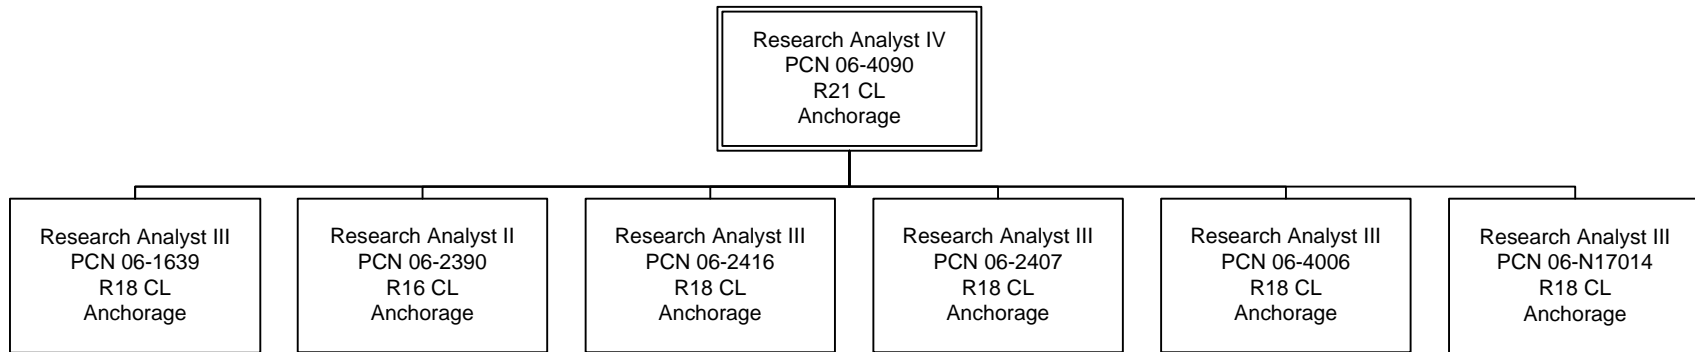 Research Analyst IV
PCN 06-4090
R21 CL
Anchorage
Research Analyst III
PCN 06-1639
R18 CL
Anchorage
Research Analyst II
PCN 06-2390
R16 CL
Anchorage
Research Analyst III
PCN 06-2416
R18 CL
Anchorage
Research Analyst III
PCN 06-2407
R18 CL
Anchorage
Research Analyst III
PCN 06-4006
R18 CL
Anchorage
Research Analyst III
PCN 06-N17014
R18 CL
Anchorage